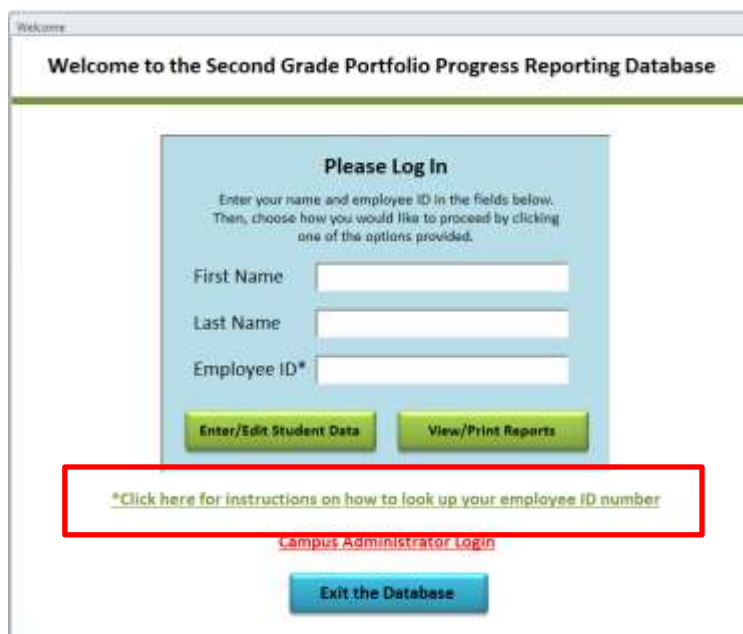 Welcome
Welcome to the Second Grade Portfolio Progress Reporting Database
Please Log In
Enter your name and employee ID in the fields below.
Then, choose how you would like to proceed by clicking
one of the options provided.
First Name
Last Name
Employee ID*
Enter/Edit Student Data
View/Print Reports
*Click here for instructions on how to look up your employee ID number
Campus Administrator Login
Exit the Database